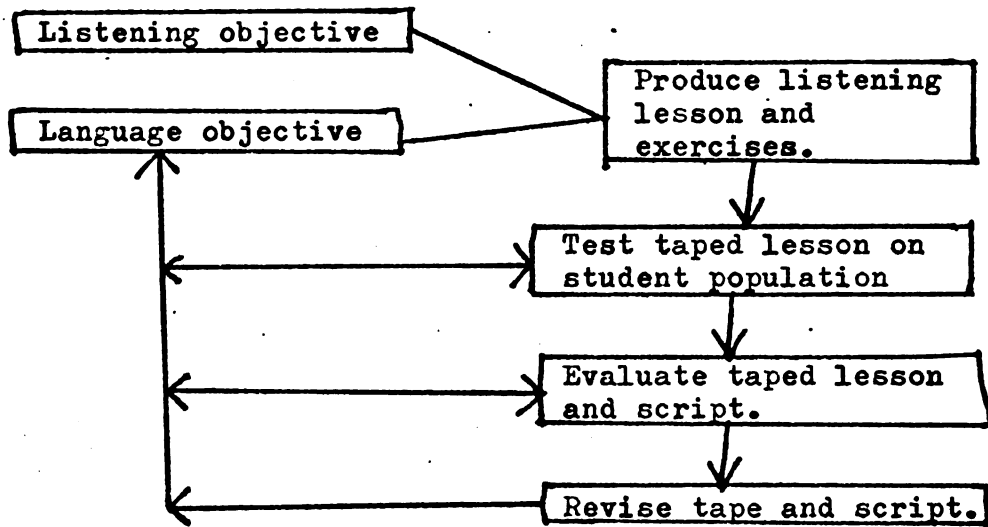 Listening objective
Language objective
Produce listening
lesson and
exercises.
Test taped lesson on
student population
Evaluate taped lesson
and script.
Revise tape and script.